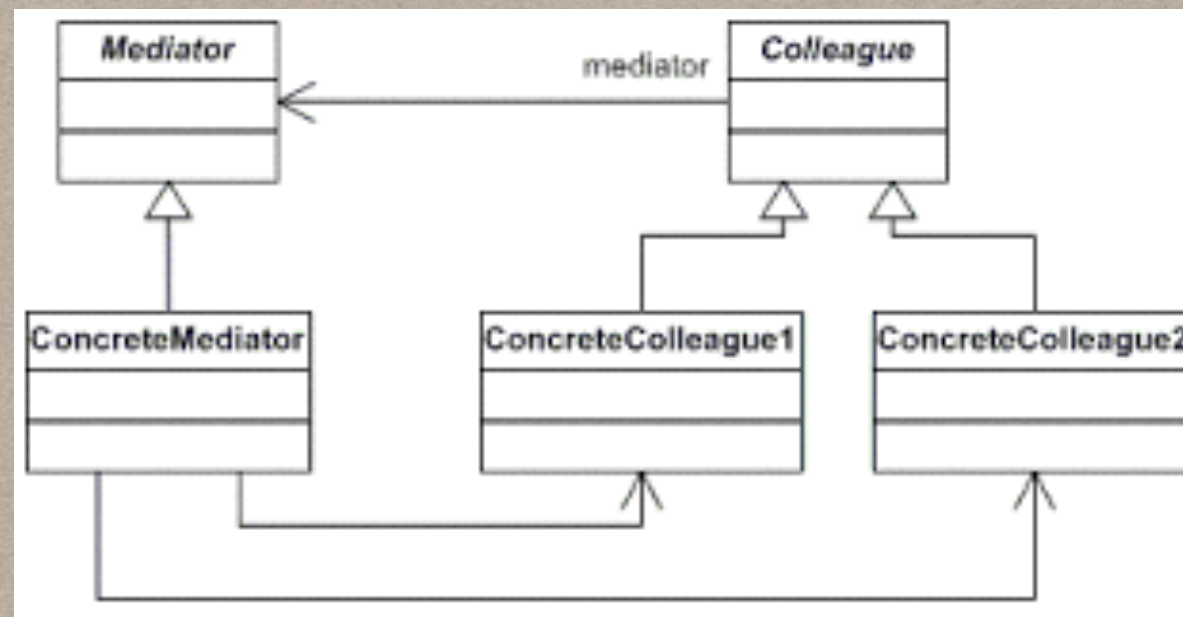 Mediator
mediator
Colleague
ConcreteMediator
ConcreteColleague1
ConcreteColleague2